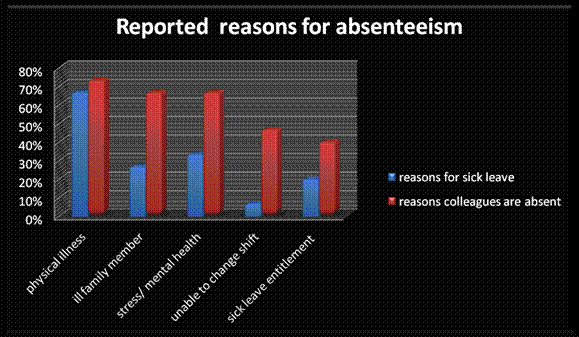 Reported reasons for absenteeism
80%
70%
60%
50%
40%
30%
20%
10%
0%
physical illness
ill family member
stress/ mental health
unable to change shift
sick leave entitlement
reasons for sick leave
reasons colleagues are absent